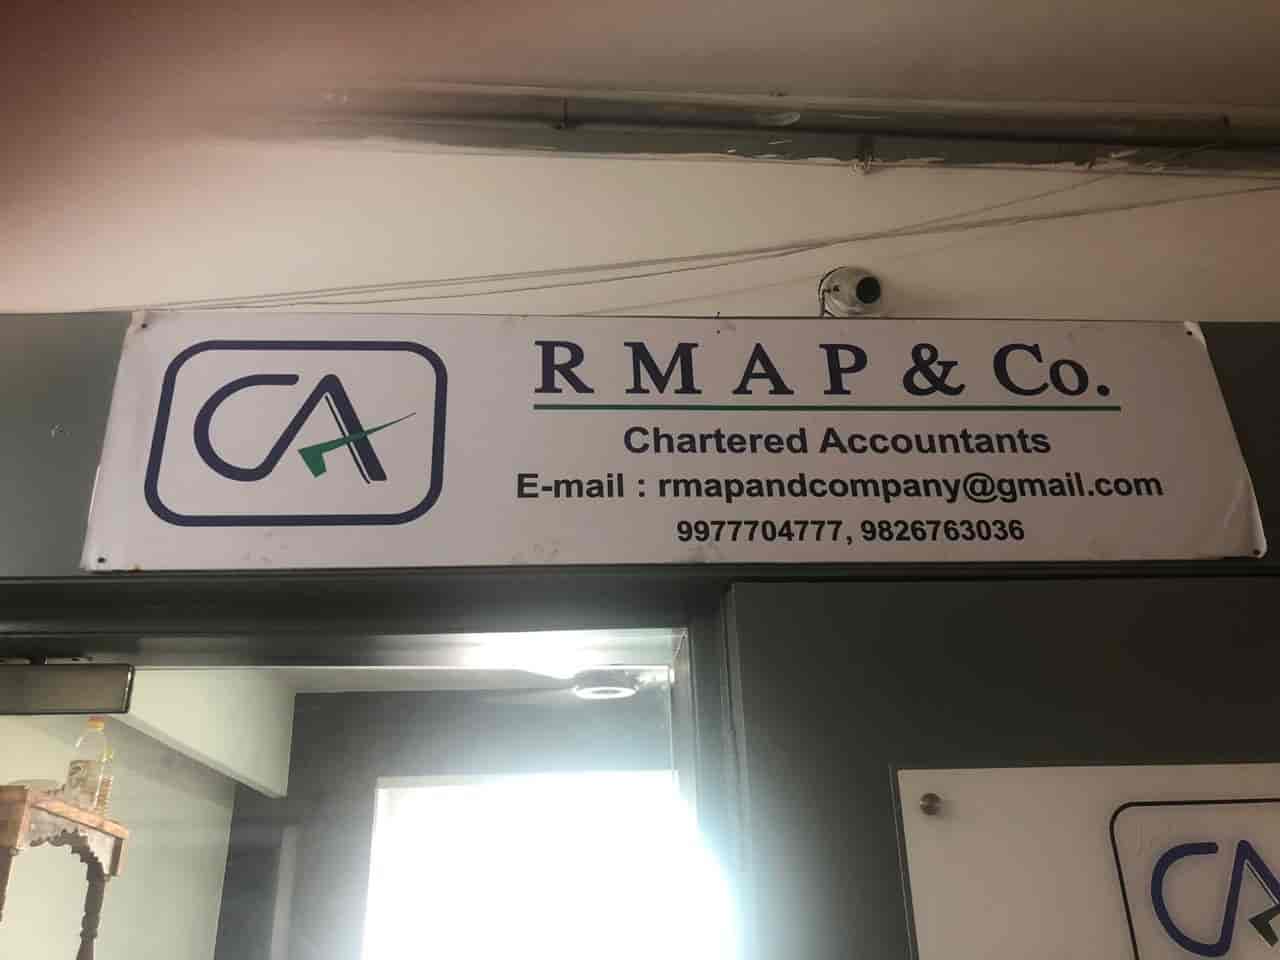 CA
R M A P & Co.
Chartered Accountants
E-mail : rmapandcompany@gmail.com
9977704777, 9826763036
CA